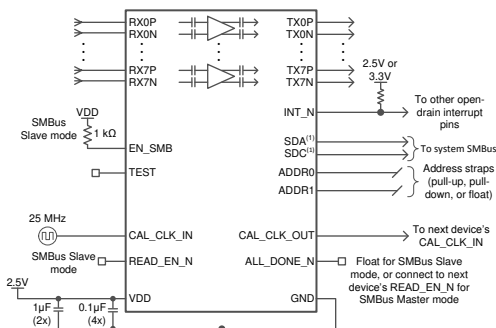 RX0P
RX0N
RX7P
RX7N
TX0P
TX0N
TX7P
TX7N
2.5V or
3.3V
INT_N
To other open-
drain interrupt
pins
VDD
SMBus
Slave mode
1 kΩ
EN_SMB
SDA(1)
SDC(1)
To system SMBus
TEST
ADDR0
ADDR1
Address straps
(pull-up, pull-
down, or float)
25 MHz
CAL_CLK_IN
CAL_CLK_OUT
To next device's
CAL_CLK_IN
SMBus Slave
mode
READ_EN_N
ALL_DONE_N
Float for SMBus Slave
mode, or connect to next
device's READ_EN_N for
SMBus Master mode
2.5V
VDD
GND
1μF
(2x)
0.1μF
(4x)